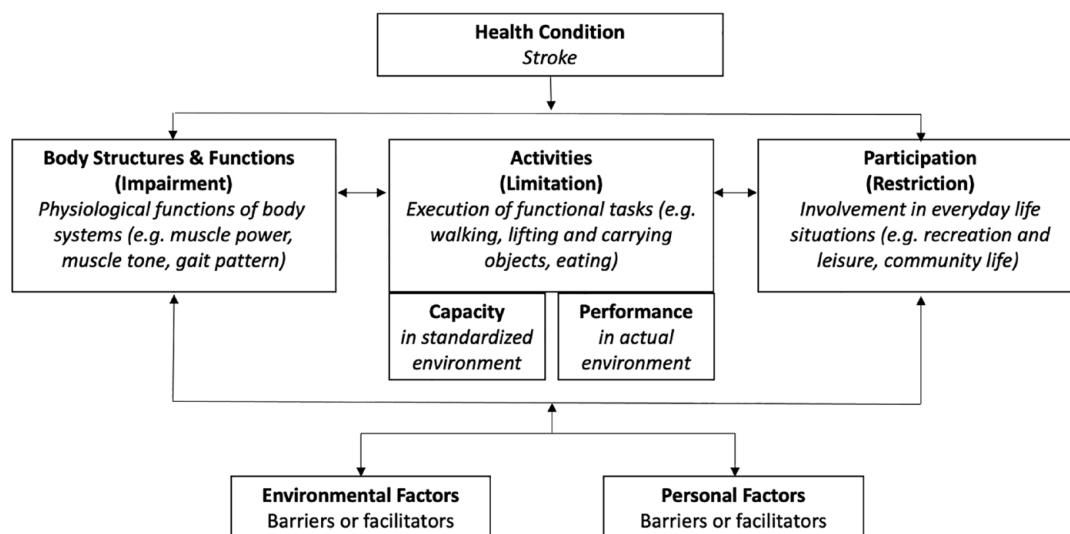 Health Condition
Stroke
Body Structures & Functions
(Impairment)
Physiological functions of body
systems (e.g. muscle power,
muscle tone, gait pattern)
Activities
(Limitation)
Execution of functional tasks (e.g.
walking, lifting and carrying
objects, eating)
Participation
(Restriction)
Involvement in everyday life
situations (e.g. recreation and
leisure, community life)
Capacity
in standardized
environment
Performance
in actual
environment
Environmental Factors
Barriers or facilitators
Personal Factors
Barriers or facilitators